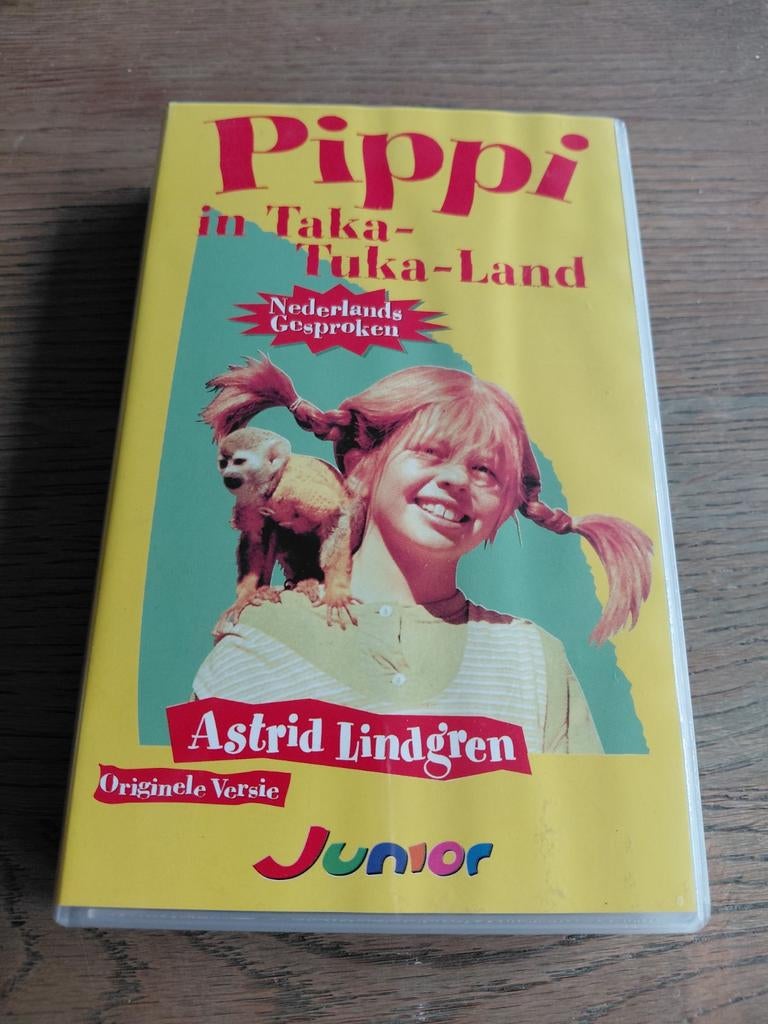 Pippi
in Taka-
Tuka-Land
Nederlands
Gesproken
Astrid Lindgren
Originele Versie
Junior